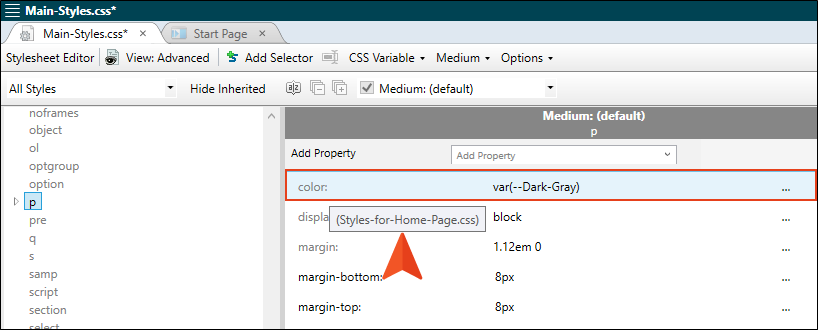 Main-Styles.css*
Main-Styles.css* Start Page
Stylesheet Editor View: Advanced Add Selector CSS Variable Medium Options
All Styles Hide Inherited Medium: (default)
noframes
object
ol
optgroup
option
p
pre
q
s
samp
script
section
select
Medium: (default)
p
Add Property Add Property
color: var(--Dark-Gray) ...
(Styles-for-Home-Page.css)
displa block ...
margin: 1.12em 0 ...
margin-bottom: 8px ...
margin-top: 8px ...